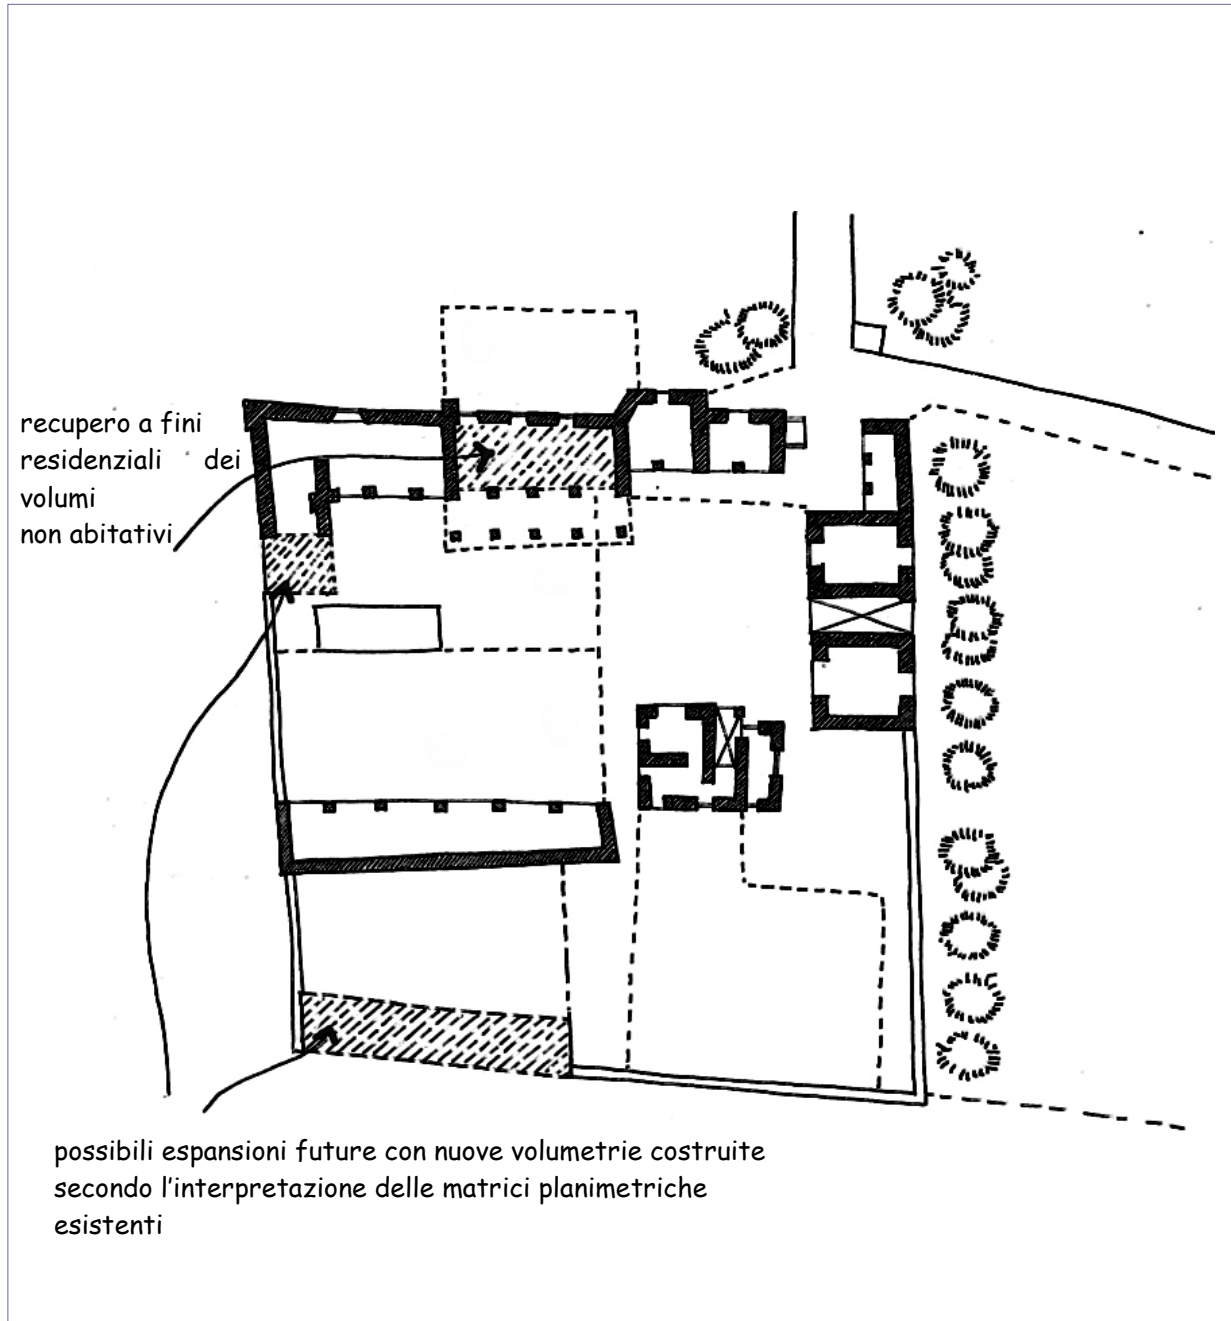 recupero a fini
residenziali dei
volumi
non abitativi
possibili espansioni future con nuove volumetrie costruite
secondo l'interpretazione delle matrici planimetriche
esistenti